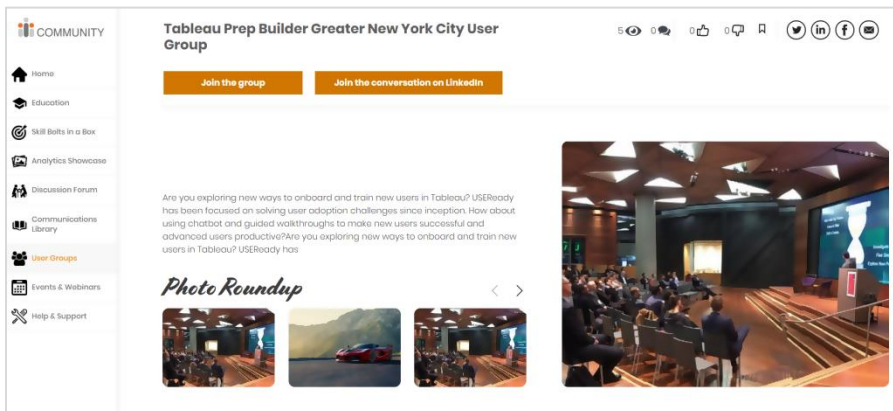 COMMUNITY
Home
Education
Skill Bolts in a Box
Analytics Showcase
Discussion Forum
Communications
Library
User Groups
Events & Webinars
Help & Support
Tableau Prep Builder Greater New York City User
Group
5 0 0 0
Join the group
Join the conversation on LinkedIn
Are you exploring new ways to onboard and train new users in Tableau? USEReady
has been focused on solving user adoption challenges since inception. How about
using chatbot and guided walkthroughs to make new users successful and
advanced users productive?Are you exploring new ways to onboard and train new
users in Tableau? USEReady has
Photo Roundup